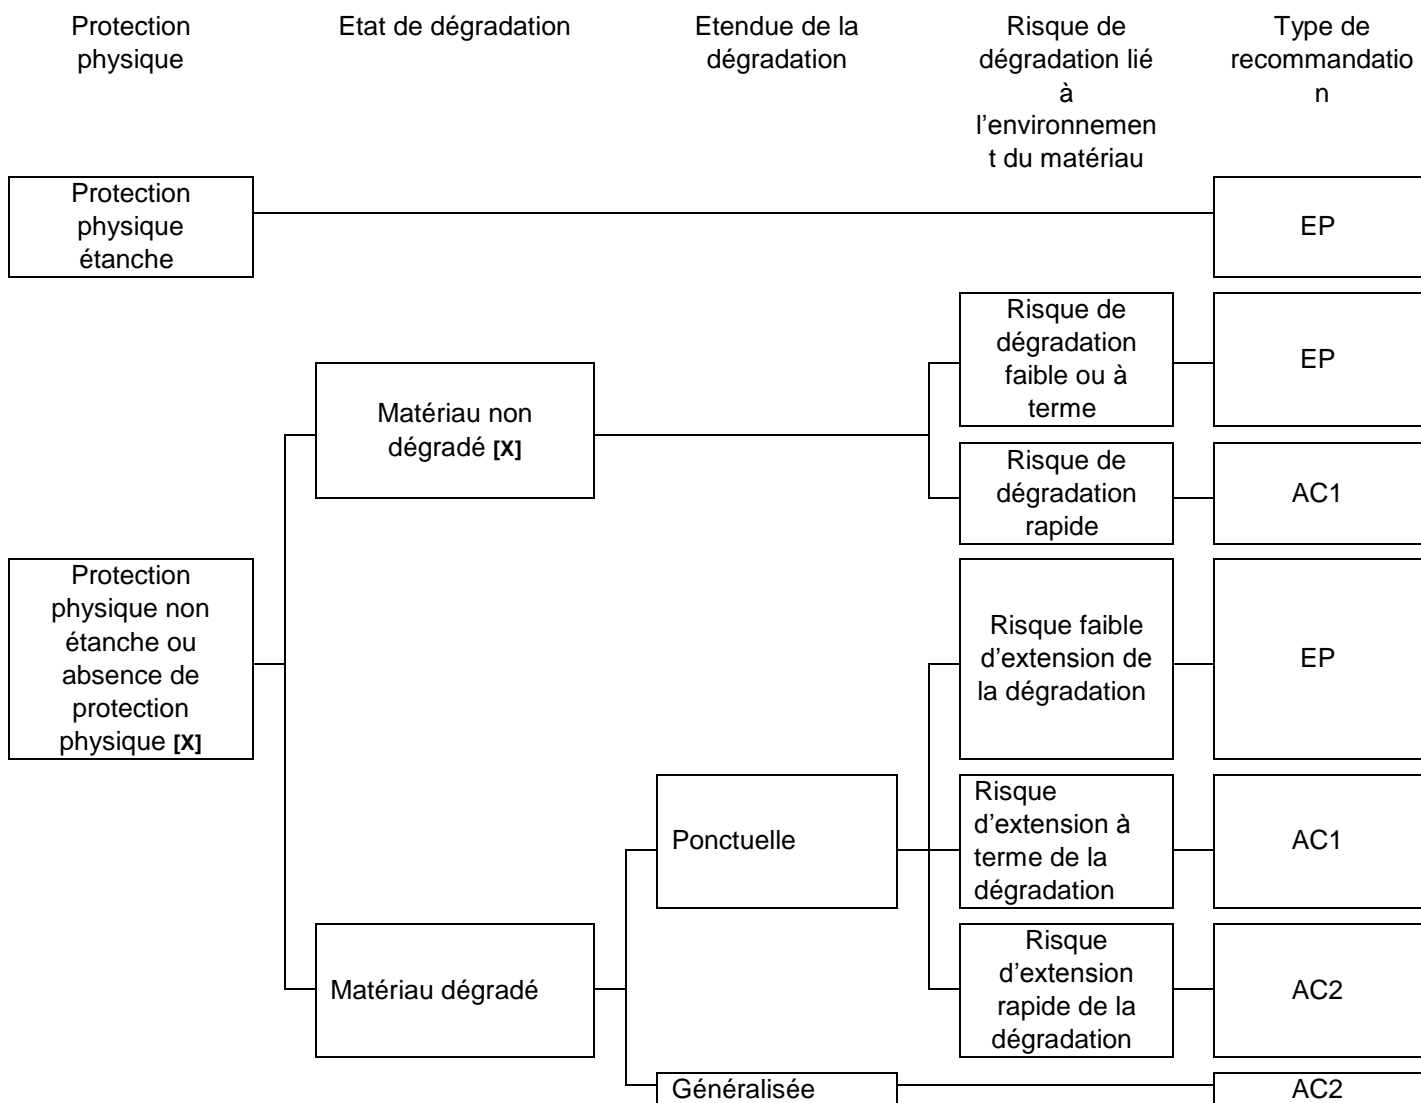 Protection
physique
Etat de dégradation
Etendue de la
dégradation
Risque de
dégradation lié
à
l'environnemen
t du matériau
Type de
recommandatio
n
Protection
physique
étanche
EP
Risque de
dégradation
faible ou à
terme
EP
Matériau non
dégradé [X]
Risque de
dégradation
rapide
AC1
Protection
physique non
étanche ou
absence de
protection
physique [X]
Risque faible
d'extension de
la dégradation
EP
Ponctuelle
Risque
d'extension à
terme de la
dégradation
AC1
Matériau dégradé
Risque
d'extension
rapide de la
dégradation
AC2
Généralisée
AC2